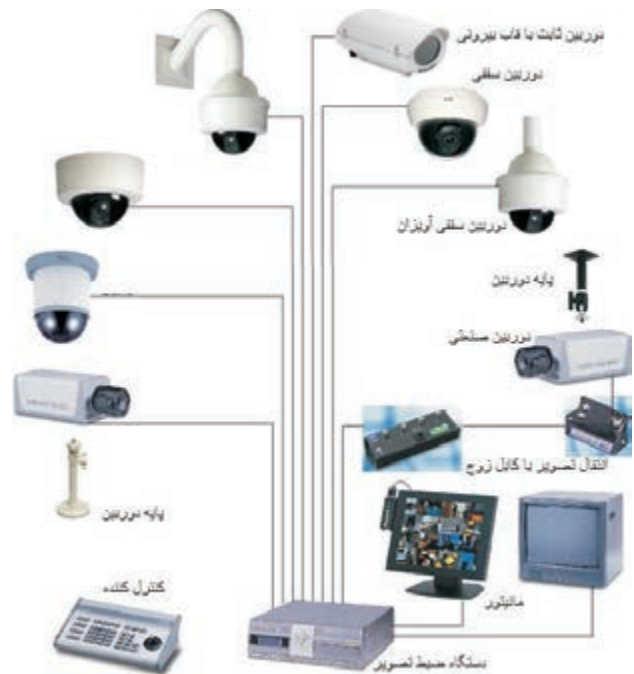 دوربین ثابت با قاب بیرونی
دوربین سقفی
دوربین سقفی آویزان
پایه دوربین
دوربین صنعتی
انتقال تصویر با کابل زوج
پایه دوربین
مانیتور
کنترل کننده
دستگاه ضبط تصویر